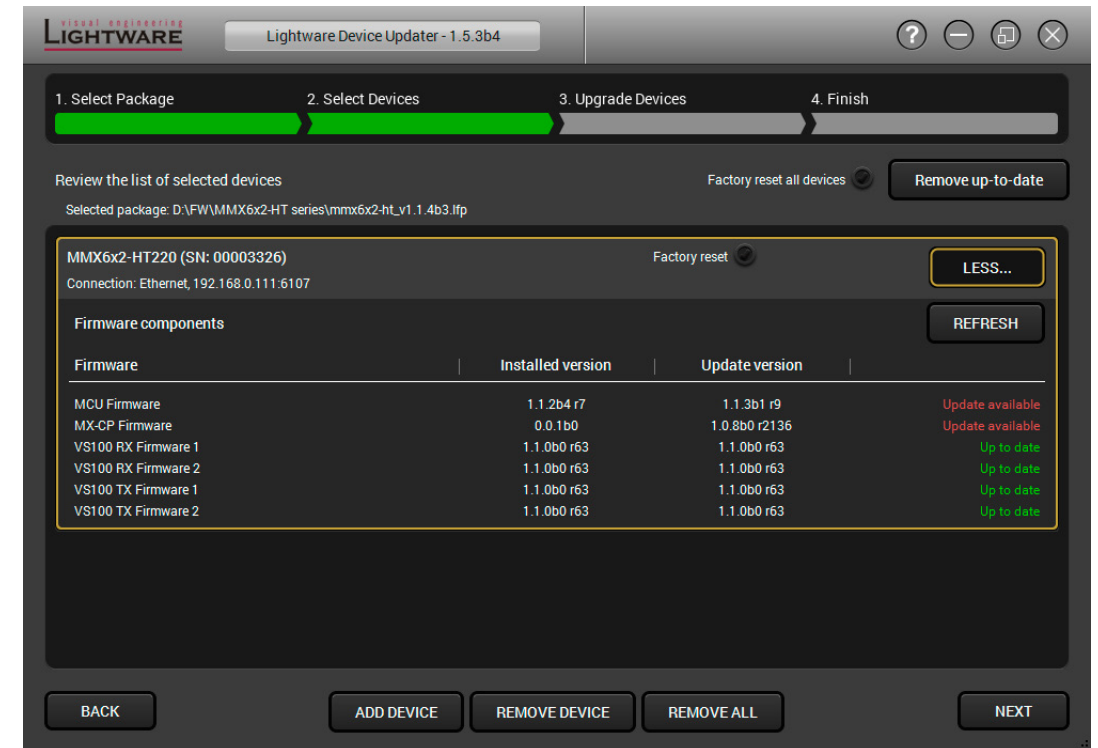 visual engineering
LIGHTWARE
Lightware Device Updater - 1.5.3b4
?
1. Select Package 2. Select Devices 3. Upgrade Devices 4. Finish
Review the list of selected devices
Factory reset all devices
Remove up-to-date
Selected package: D:\FW\MMX6x2-HT series\mmx6x2-ht_v1.1.4b3.lfp
MMX6x2-HT220 (SN: 00003326)
Factory reset
LESS...
Connection: Ethernet, 192.168.0.111:6107
Firmware components
REFRESH
Firmware | Installed version | Update version |
MCU Firmware 1.1.2b4 r7 1.1.3b1 r9 Update available
MX-CP Firmware 0.0.1b0 1.0.8b0 r2136 Update available
VS100 RX Firmware 1 1.1.0b0 r63 1.1.0b0 r63 Up to date
VS100 RX Firmware 2 1.1.0b0 r63 1.1.0b0 r63 Up to date
VS100 TX Firmware 1 1.1.0b0 r63 1.1.0b0 r63 Up to date
VS100 TX Firmware 2 1.1.0b0 r63 1.1.0b0 r63 Up to date
BACK ADD DEVICE REMOVE DEVICE REMOVE ALL NEXT